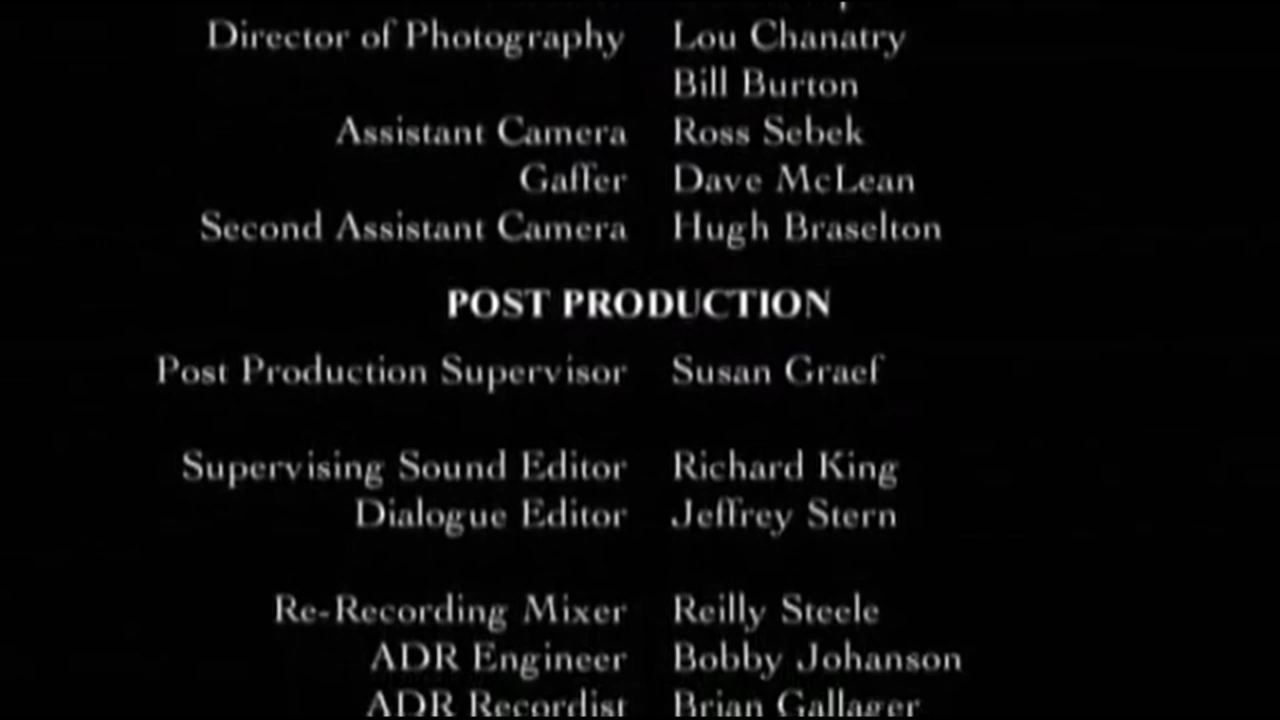 Director of Photography Lou Chanatry
Bill Burton
Assistant Camera Ross Sebek
Gaffer Dave McLean
Second Assistant Camera Hugh Braselton
POST PRODUCTION
Post Production Supervisor Susan Graef
Supervising Sound Editor Richard King
Dialogue Editor Jeffrey Stern
Re-Recording Mixer Reilly Steele
ADR Engineer Bobby Johanson
ADR Recordist Brian Gallager